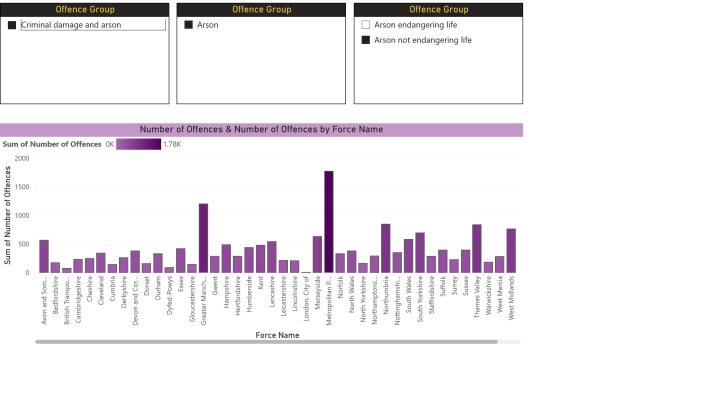 Offence Group
Criminal damage and arson
Offence Group
Arson
Offence Group
Arson endangering life
Arson not endangering life
Number of Offences & Number of Offences by Force Name
Sum of Number of Offences 0K 1.78K
Sum of Number of Offences
2000
1500
1000
500
0
Avon and Som...
Bedfordshire
British Transpo...
Cambridgeshire
Cheshire
Cleveland
Cumbria
Derbyshire
Devon and Cor...
Dorset
Durham
Dyfed-Powys
Essex
Gloucestershire
Greater Manch...
Gwent
Hampshire
Hertfordshire
Humberside
Kent
Lancashire
Leicestershire
Lincolnshire
London, City of
Merseyside
Metropolitan P...
Norfolk
North Wales
North Yorkshire
Northamptons...
Northumbria
Nottinghamshi...
South Wales
South Yorkshire
Staffordshire
Suffolk
Surrey
Sussex
Thames Valley
Warwickshire
West Mercia
West Midlands
Force Name